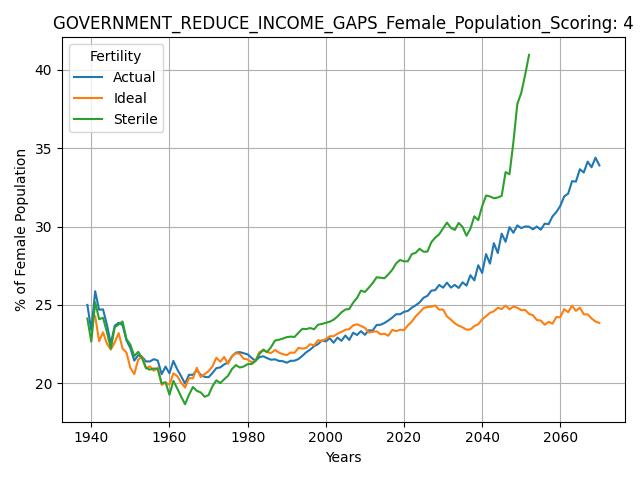 GOVERNMENT_REDUCE_INCOME_GAPS_Female_Population_Scoring: 4
Fertility
Actual
Ideal
Sterile
% of Female Population
40
35
30
25
20
1940
1960
1980
2000
2020
2040
2060
Years